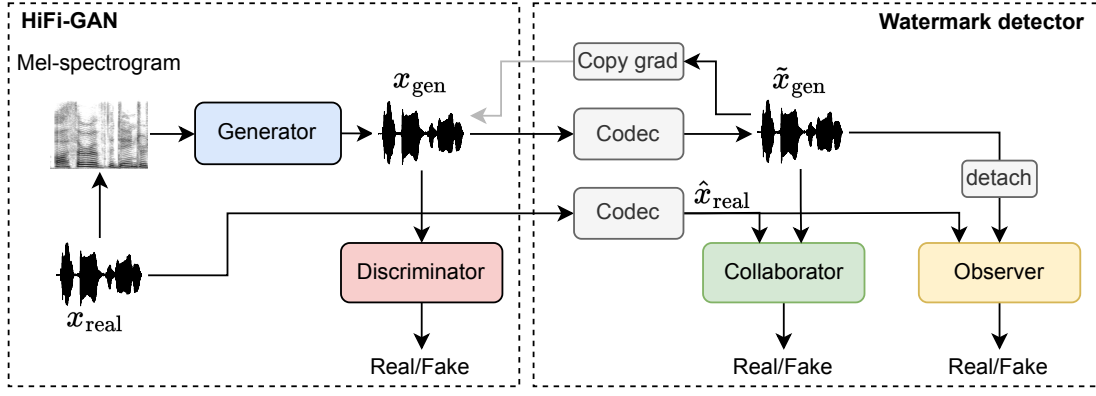 HiFi-GAN
Watermark detector
Mel-spectrogram
Copy grad
x_gen
x̃_gen
Generator
Codec
detach
Codec
x̂_real
Discriminator
Collaborator
Observer
x_real
Real/Fake
Real/Fake
Real/Fake